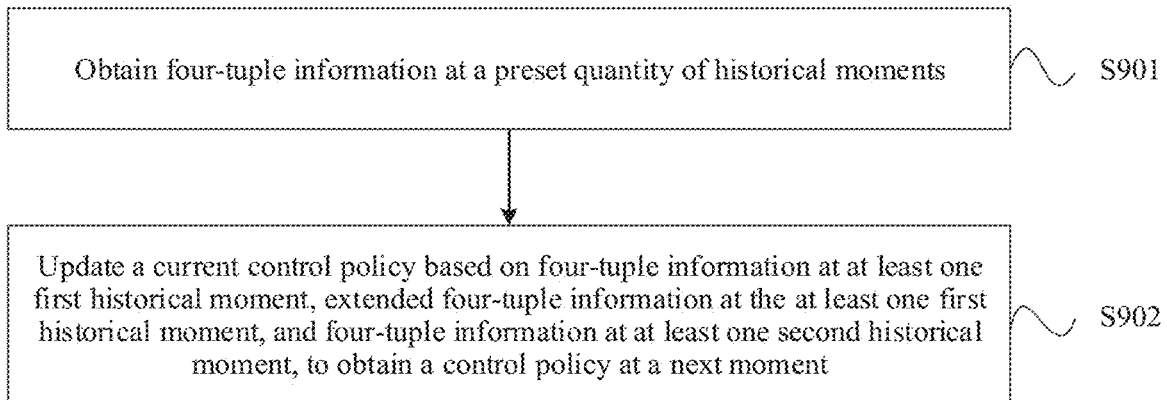 Obtain four-tuple information at a preset quantity of historical moments
S901
Update a current control policy based on four-tuple information at at least one
first historical moment, extended four-tuple information at the at least one first
historical moment, and four-tuple information at at least one second historical
moment, to obtain a control policy at a next moment
S902